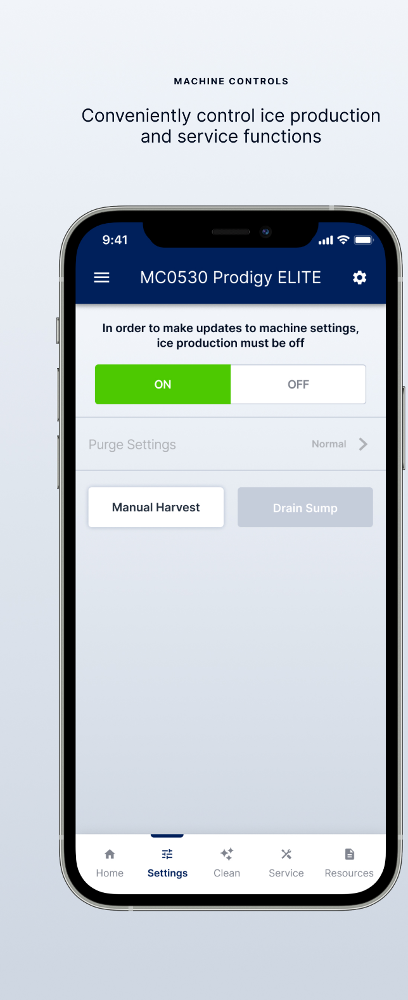 MACHINE CONTROLS
Conveniently control ice production
and service functions
9:41
MC0530 Prodigy ELITE
In order to make updates to machine settings,
ice production must be off
ON OFF
Purge Settings Normal
Manual Harvest Drain Sump
Home Settings Clean Service Resources